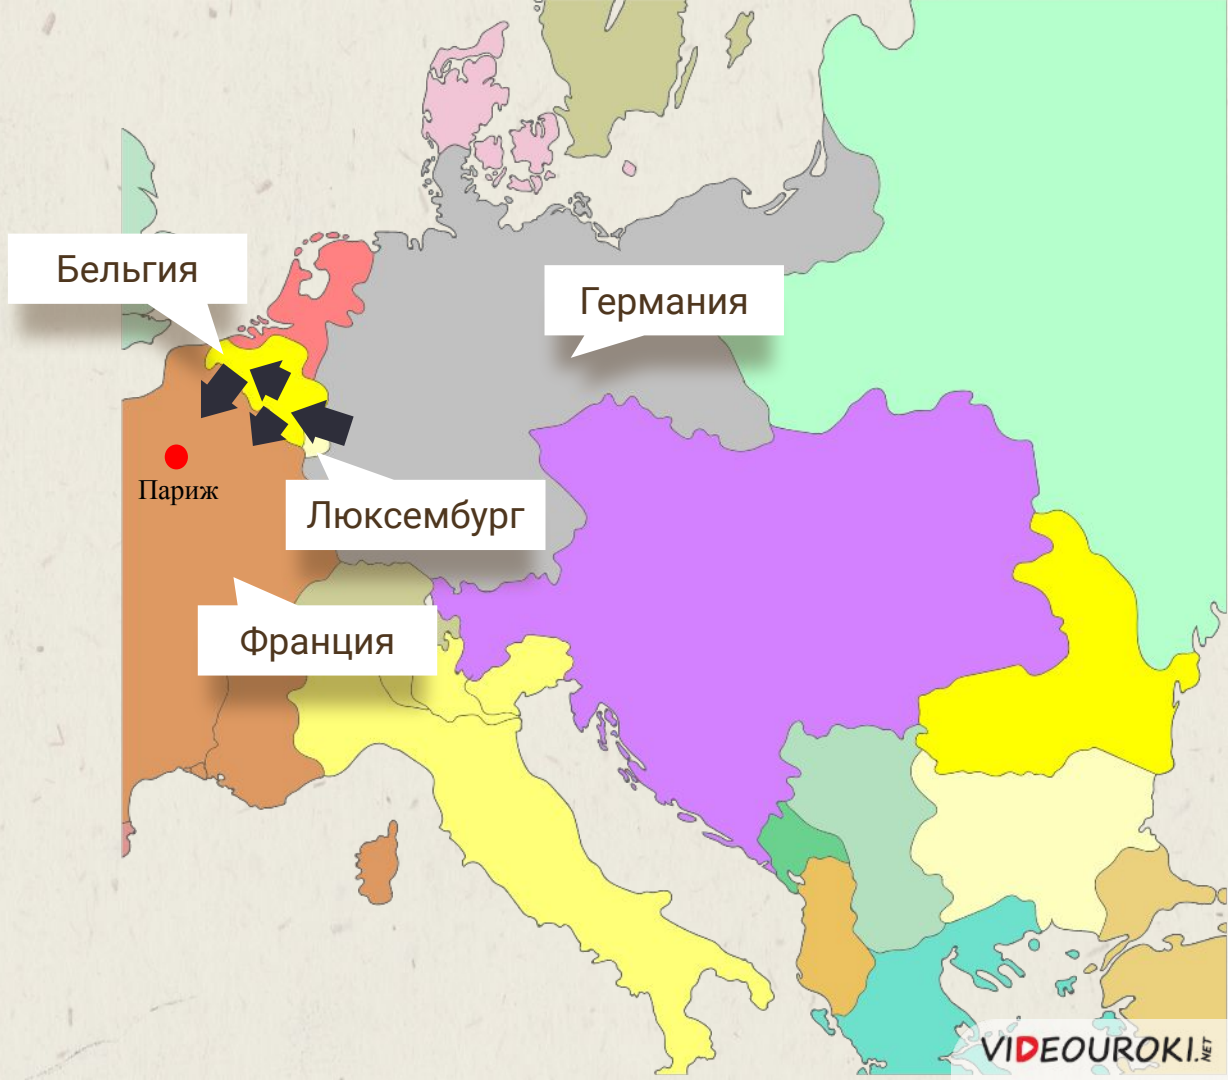 Бельгия
Германия
Париж
Люксембург
Франция
VIDEOUROKI.NET